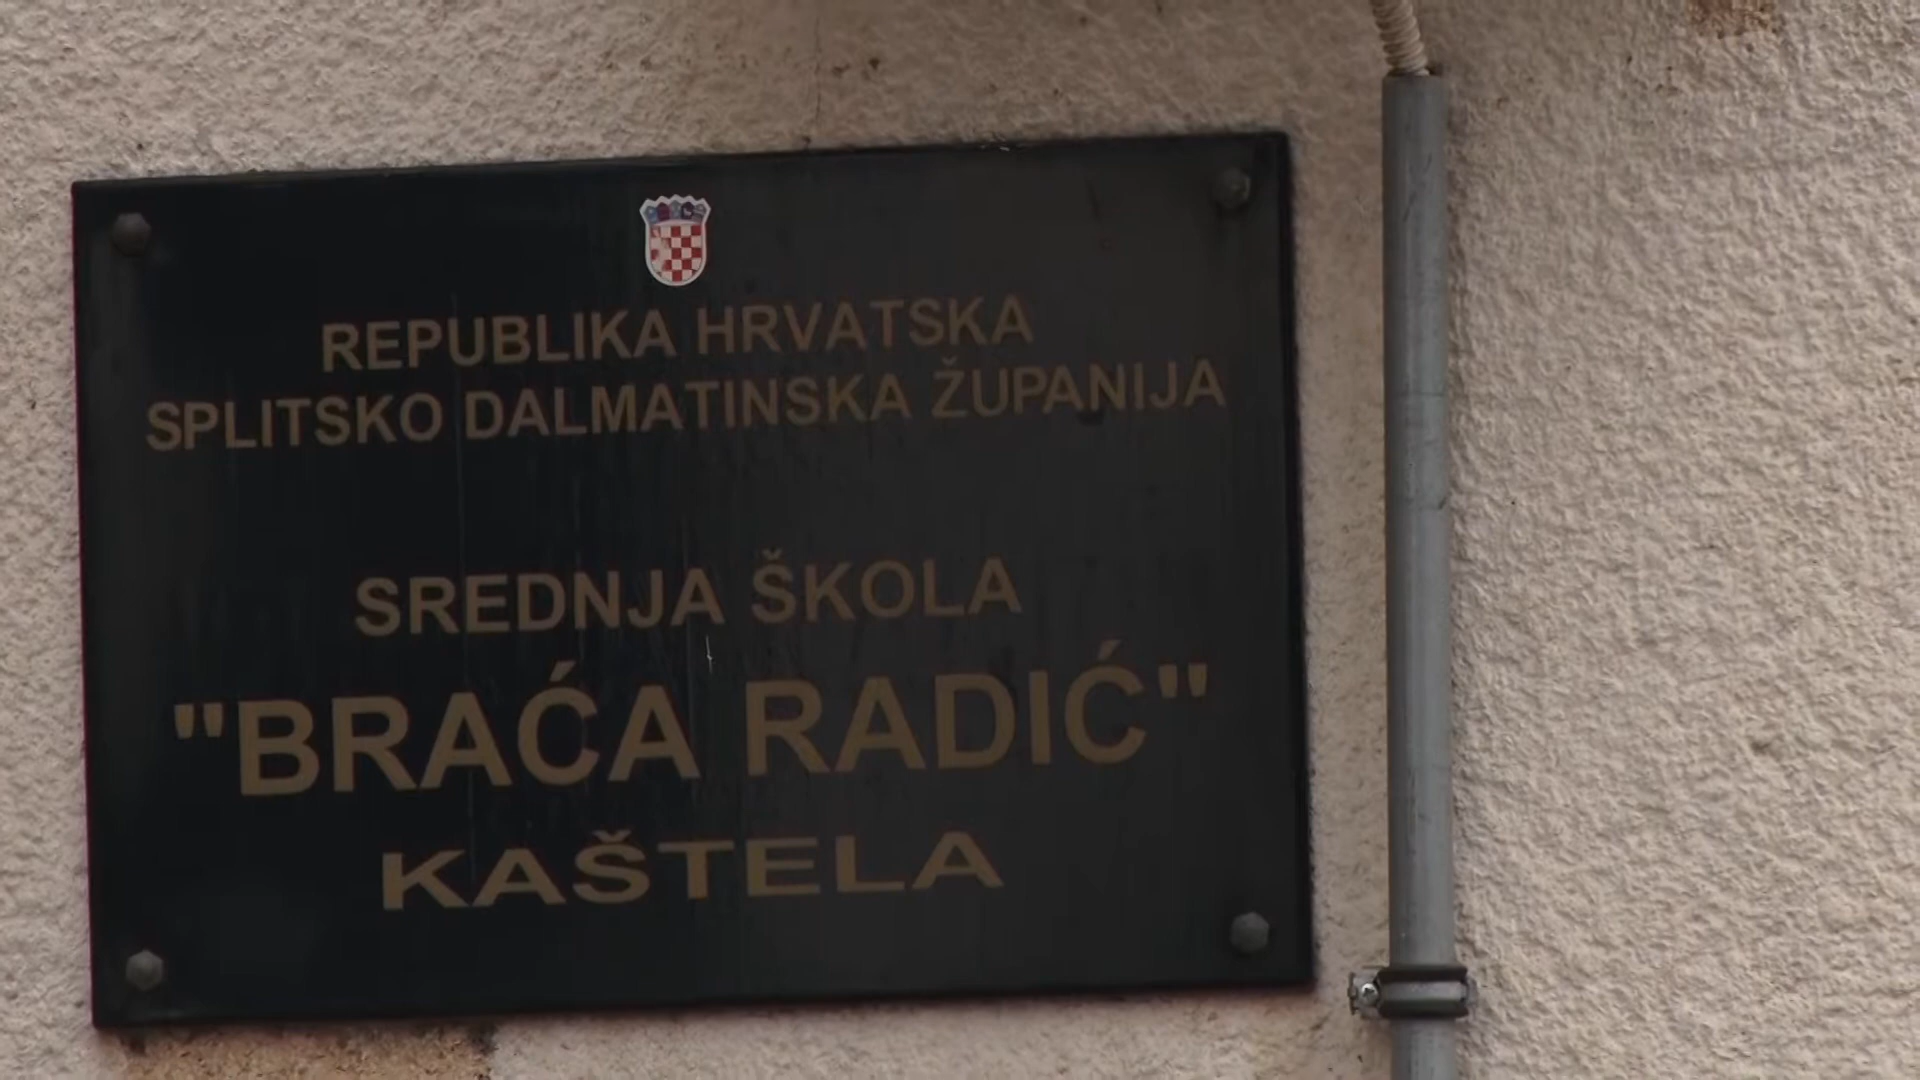 REPUBLIKA HRVATSKA
SPLITSKO DALMATINSKA ŽUPANIJA
SREDNJA ŠKOLA
"BRAĆA RADIĆ"
KAŠTELA